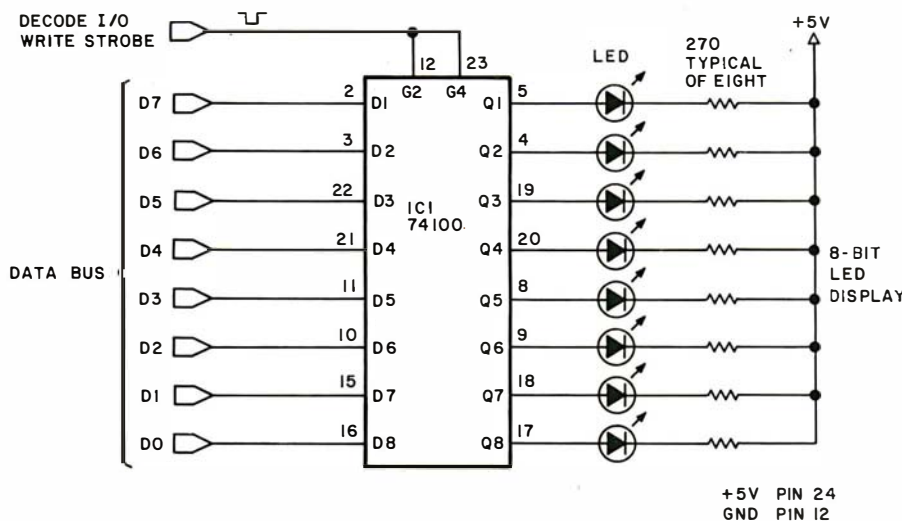 DECODE I/O
WRITE STROBE
+5V
12 23
G2 G4
LED
270
TYPICAL
OF EIGHT
D7 2 D1 Q1 5
D6 3 D2 Q2 4
D5 22 D3 Q3 19
IC1
74100
D4 21 D4 Q4 20
DATA BUS
8-BIT
LED
DISPLAY
D3 11 D5 Q5 8
D2 10 D6 Q6 9
D1 15 D7 Q7 18
D0 16 D8 Q8 17
+5V PIN 24
GND PIN 12